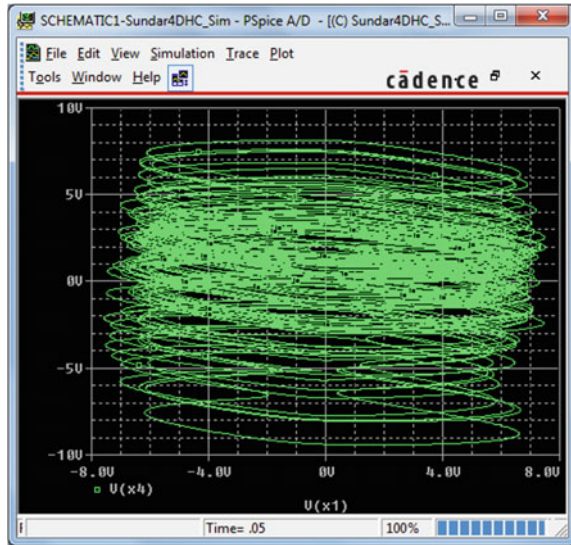 SCHEMATIC1-Sundar4DHC_Sim - PSpice A/D - [(C) Sundar4DHC_S...
File Edit View Simulation Trace Plot
Tools Window Help
cādence
10V
5V
0V
-5V
-10V
-8.0V -4.0V 0V 4.0V 8.0V
V(x4)
V(x1)
Time= .05 100%